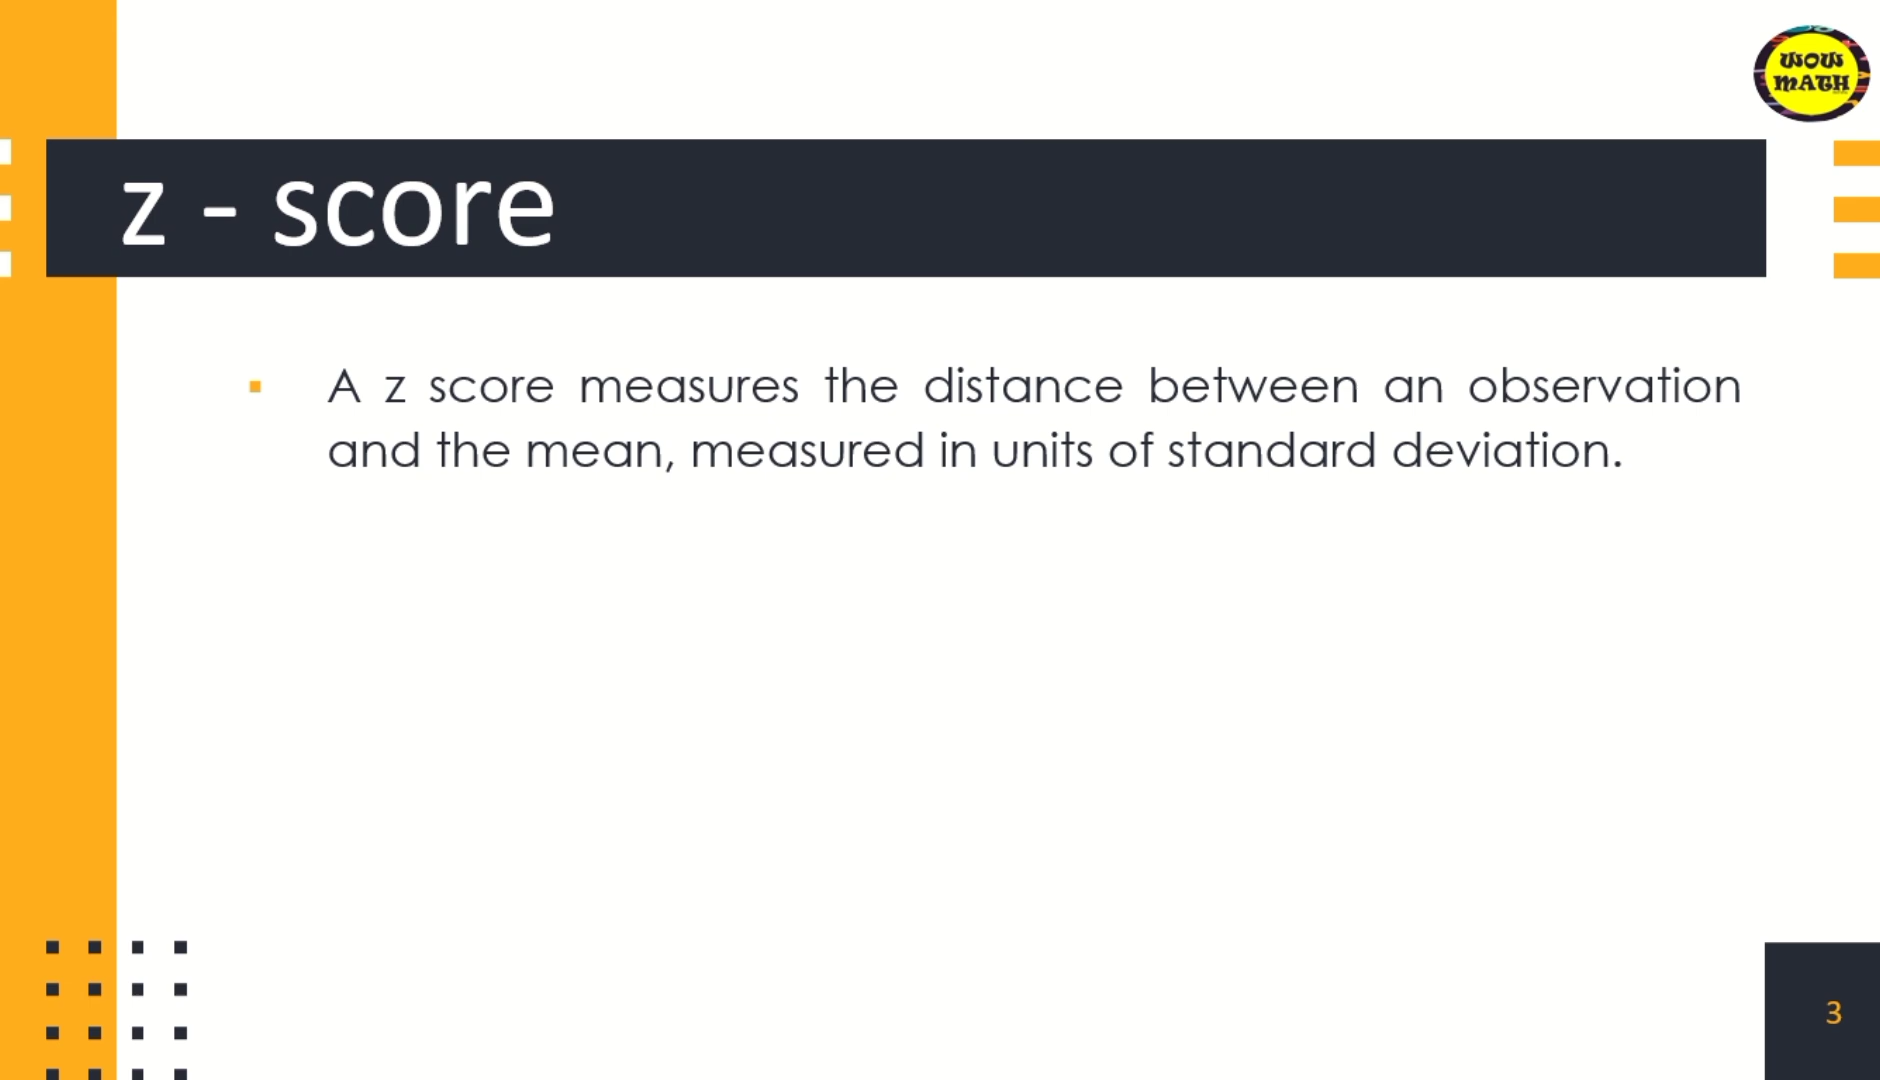 WOW
MATH
z - score
▪ A z score measures the distance between an observation
and the mean, measured in units of standard deviation.
3